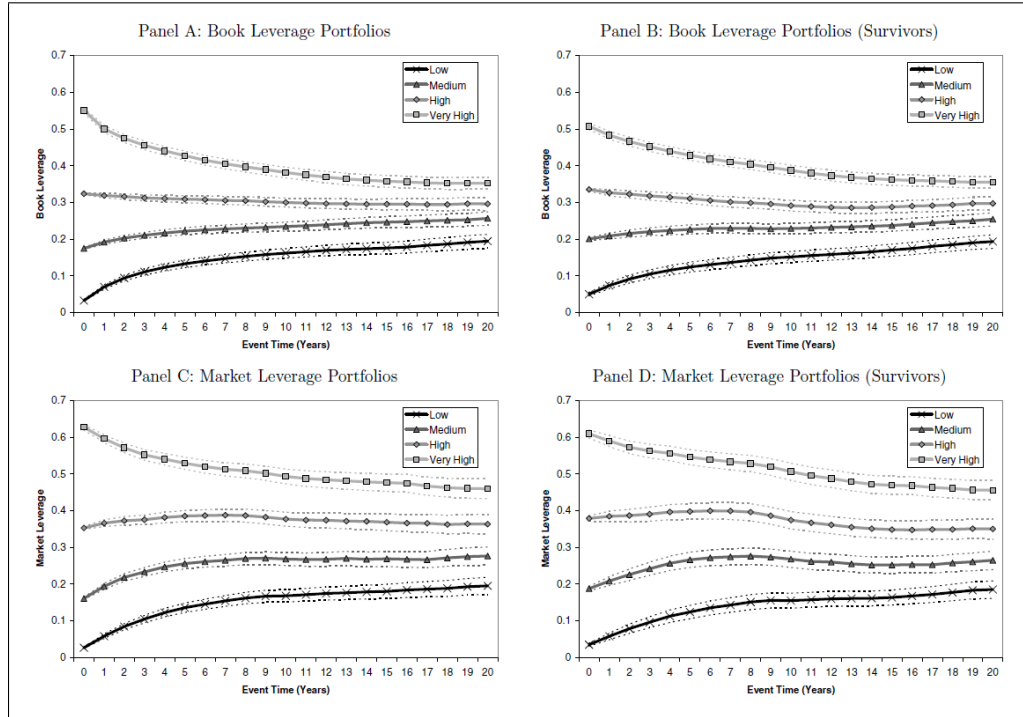 Panel A: Book Leverage Portfolios
0.7
0.6
0.5
0.4
0.3
0.2
0.1
0
Book Leverage
Low
Medium
High
Very High
0 1 2 3 4 5 6 7 8 9 10 11 12 13 14 15 16 17 18 19 20
Event Time (Years)
Panel B: Book Leverage Portfolios (Survivors)
0.7
0.6
0.5
0.4
0.3
0.2
0.1
0
Book Leverage
Low
Medium
High
Very High
0 1 2 3 4 5 6 7 8 9 10 11 12 13 14 15 16 17 18 19 20
Event Time (Years)
Panel C: Market Leverage Portfolios
0.7
0.6
0.5
0.4
0.3
0.2
0.1
0
Market Leverage
Low
Medium
High
Very High
0 1 2 3 4 5 6 7 8 9 10 11 12 13 14 15 16 17 18 19 20
Event Time (Years)
Panel D: Market Leverage Portfolios (Survivors)
0.7
0.6
0.5
0.4
0.3
0.2
0.1
0
Market Leverage
Low
Medium
High
Very High
0 1 2 3 4 5 6 7 8 9 10 11 12 13 14 15 16 17 18 19 20
Event Time (Years)